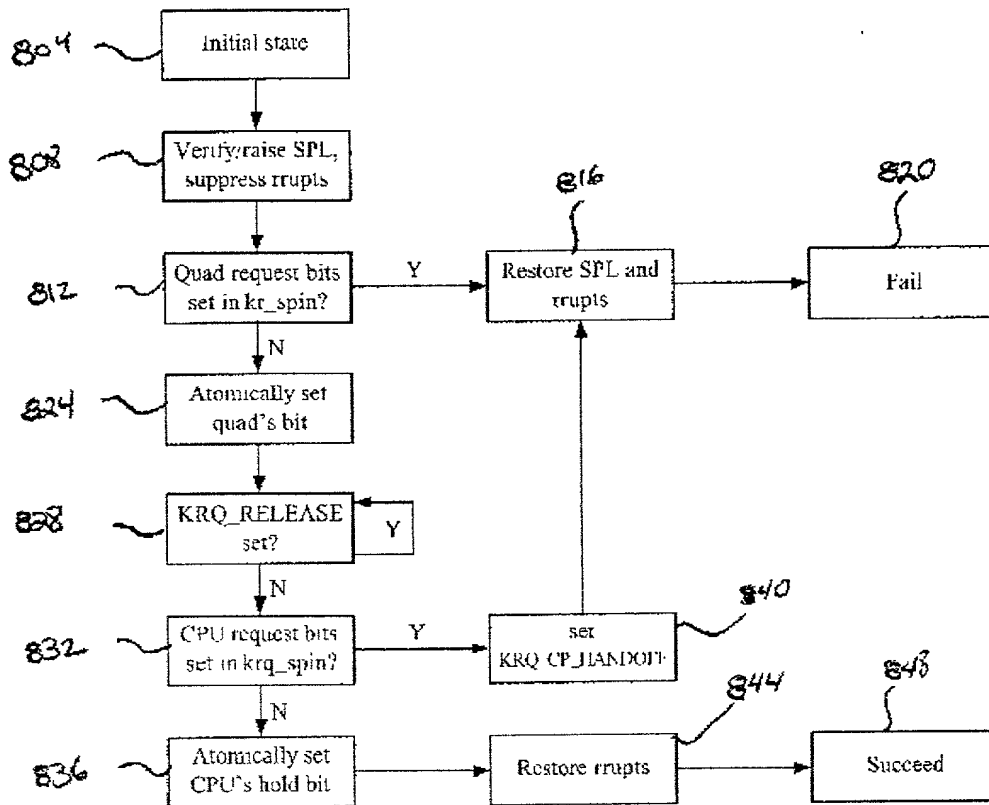 804
Initial state
808
Verify/raise SPL,
suppress rrupts
816
820
812
Quad request bits
set in kr_spin?
Y
Restore SPL and
rrupts
Fail
N
824
Atomically set
quad's bit
828
KRQ_RELEASE
set?
Y
N
840
832
CPU request bits
set in krq_spin?
Y
set
KRQ_CP_HANDOFF
N
844
848
836
Atomically set
CPU's hold bit
Restore rrupts
Succeed